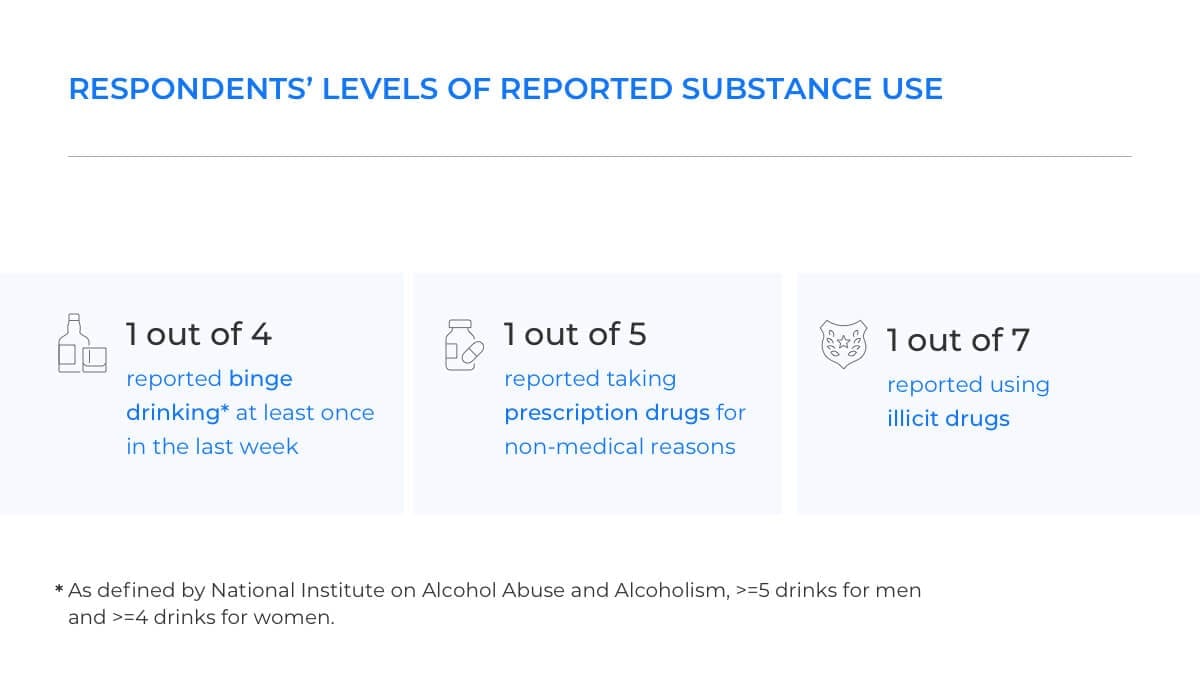 RESPONDENTS’ LEVELS OF REPORTED SUBSTANCE USE
1 out of 4
reported binge
drinking* at least once
in the last week
1 out of 5
reported taking
prescription drugs for
non-medical reasons
1 out of 7
reported using
illicit drugs
* As defined by National Institute on Alcohol Abuse and Alcoholism, >=5 drinks for men
and >=4 drinks for women.